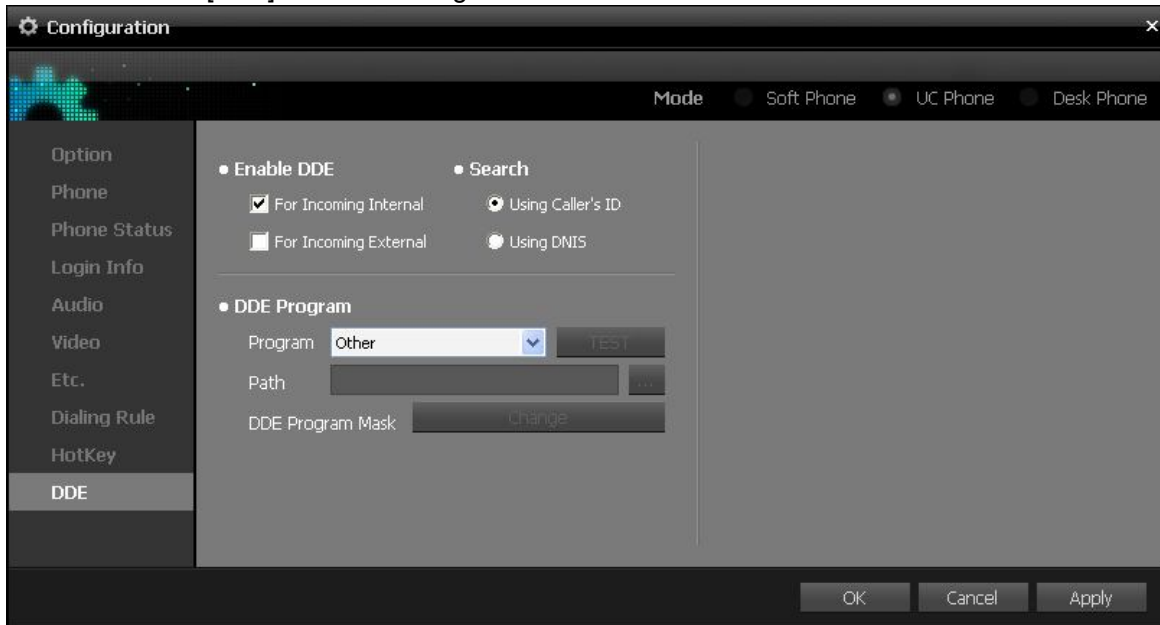 Configuration
Mode Soft Phone UC Phone Desk Phone
Option
Phone
Phone Status
Login Info
Audio
Video
Etc.
Dialing Rule
HotKey
DDE
Enable DDE
For Incoming Internal
For Incoming External
Search
Using Caller's ID
Using DNIS
DDE Program
Program Other TEST
Path ...
DDE Program Mask Change
OK Cancel Apply